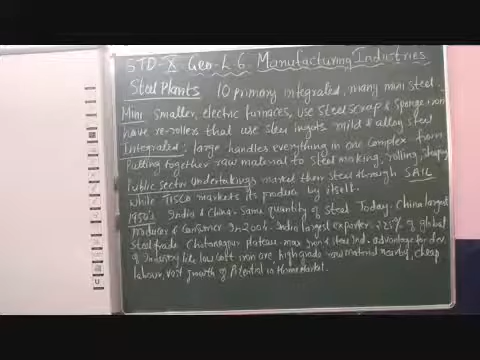 STD-X Geo-L 6. Manufacturing Industries
Steel Plants 10 primary integrated, many mini steel.
Mini smaller, electric furnaces, use steel scrap & sponge iron
have re-rollers that use steel ingots mild & alloy steel
Integrated: large handles everything in one complex from
Putting together raw material to steel making, rolling, shaping
Public Sector Undertakings market their steel through SAIL
While TISCO markets its produce by itself.
1950's India & China - same quantity of steel Today - China largest
producer & consumer In 2004 - India largest exporter - 2.25% of global
Steel trade Chotanagpur plateau - max iron & steel Ind - advantage for dev.
of Industry like, low cost iron ore, high grade raw material nearby, cheap
labour, vast growth of Potential in Home market.